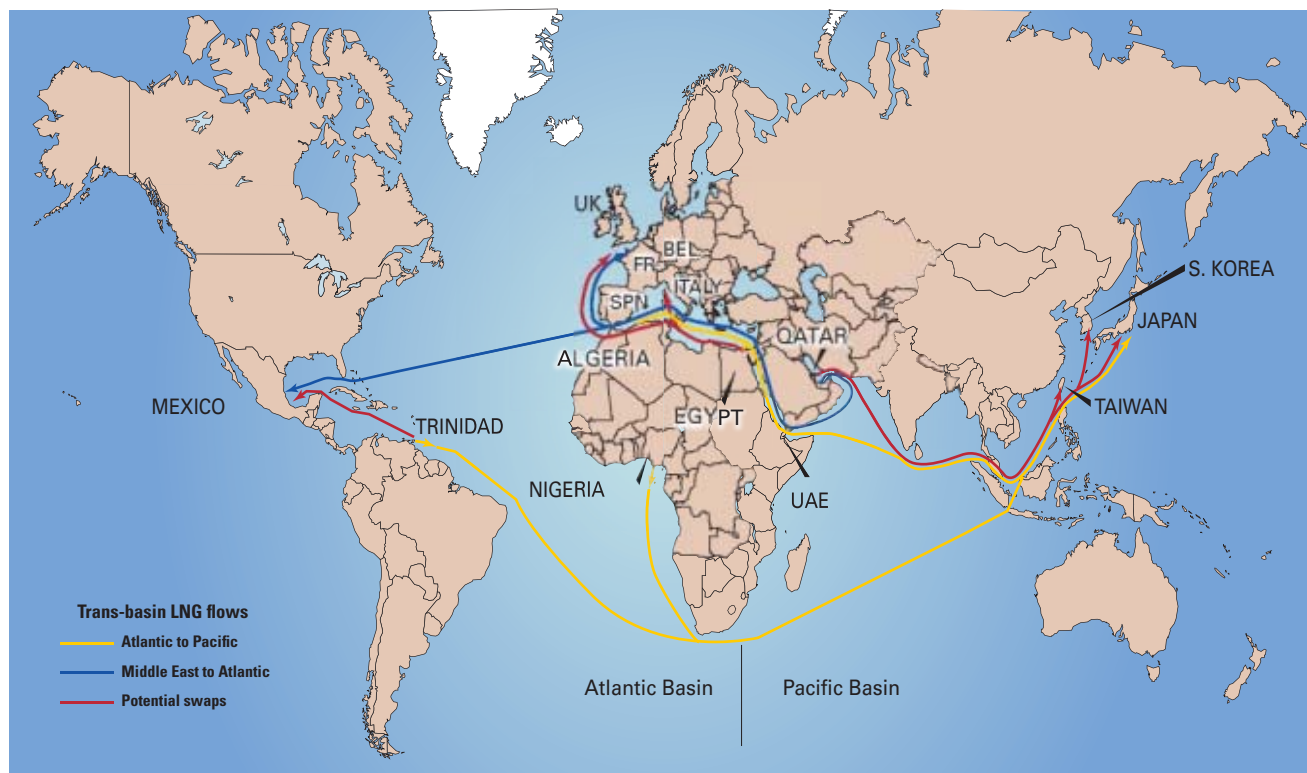 UK
BEL
FR
S. KOREA
ITALY
SPN
JAPAN
QATAR
ALGERIA
MEXICO
TAIWAN
EGYPT
TRINIDAD
NIGERIA
UAE
Trans-basin LNG flows
Atlantic to Pacific
Middle East to Atlantic
Potential swaps
Atlantic Basin
Pacific Basin